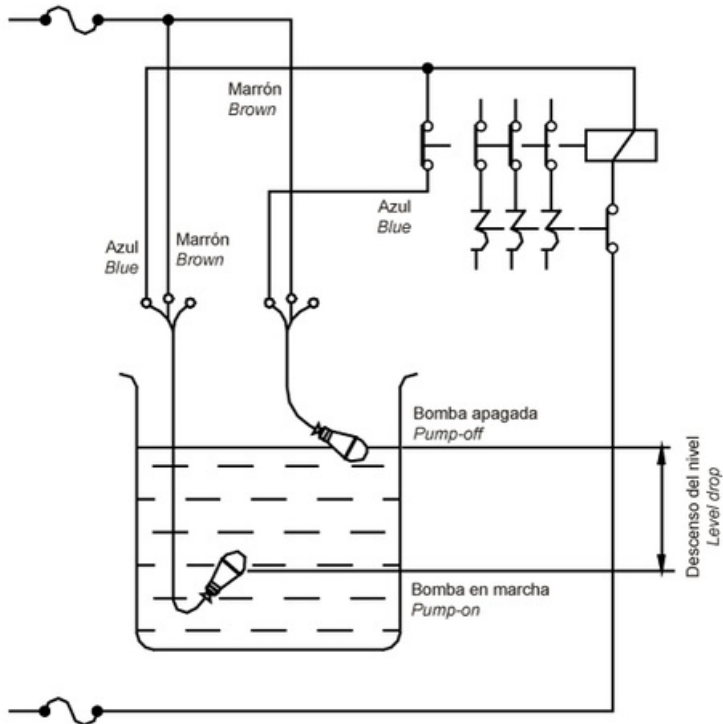 Marrón
Brown
Azul
Blue
Marrón
Brown
Azul
Blue
Bomba apagada
Pump-off
Descenso del nivel
Level drop
Bomba en marcha
Pump-on